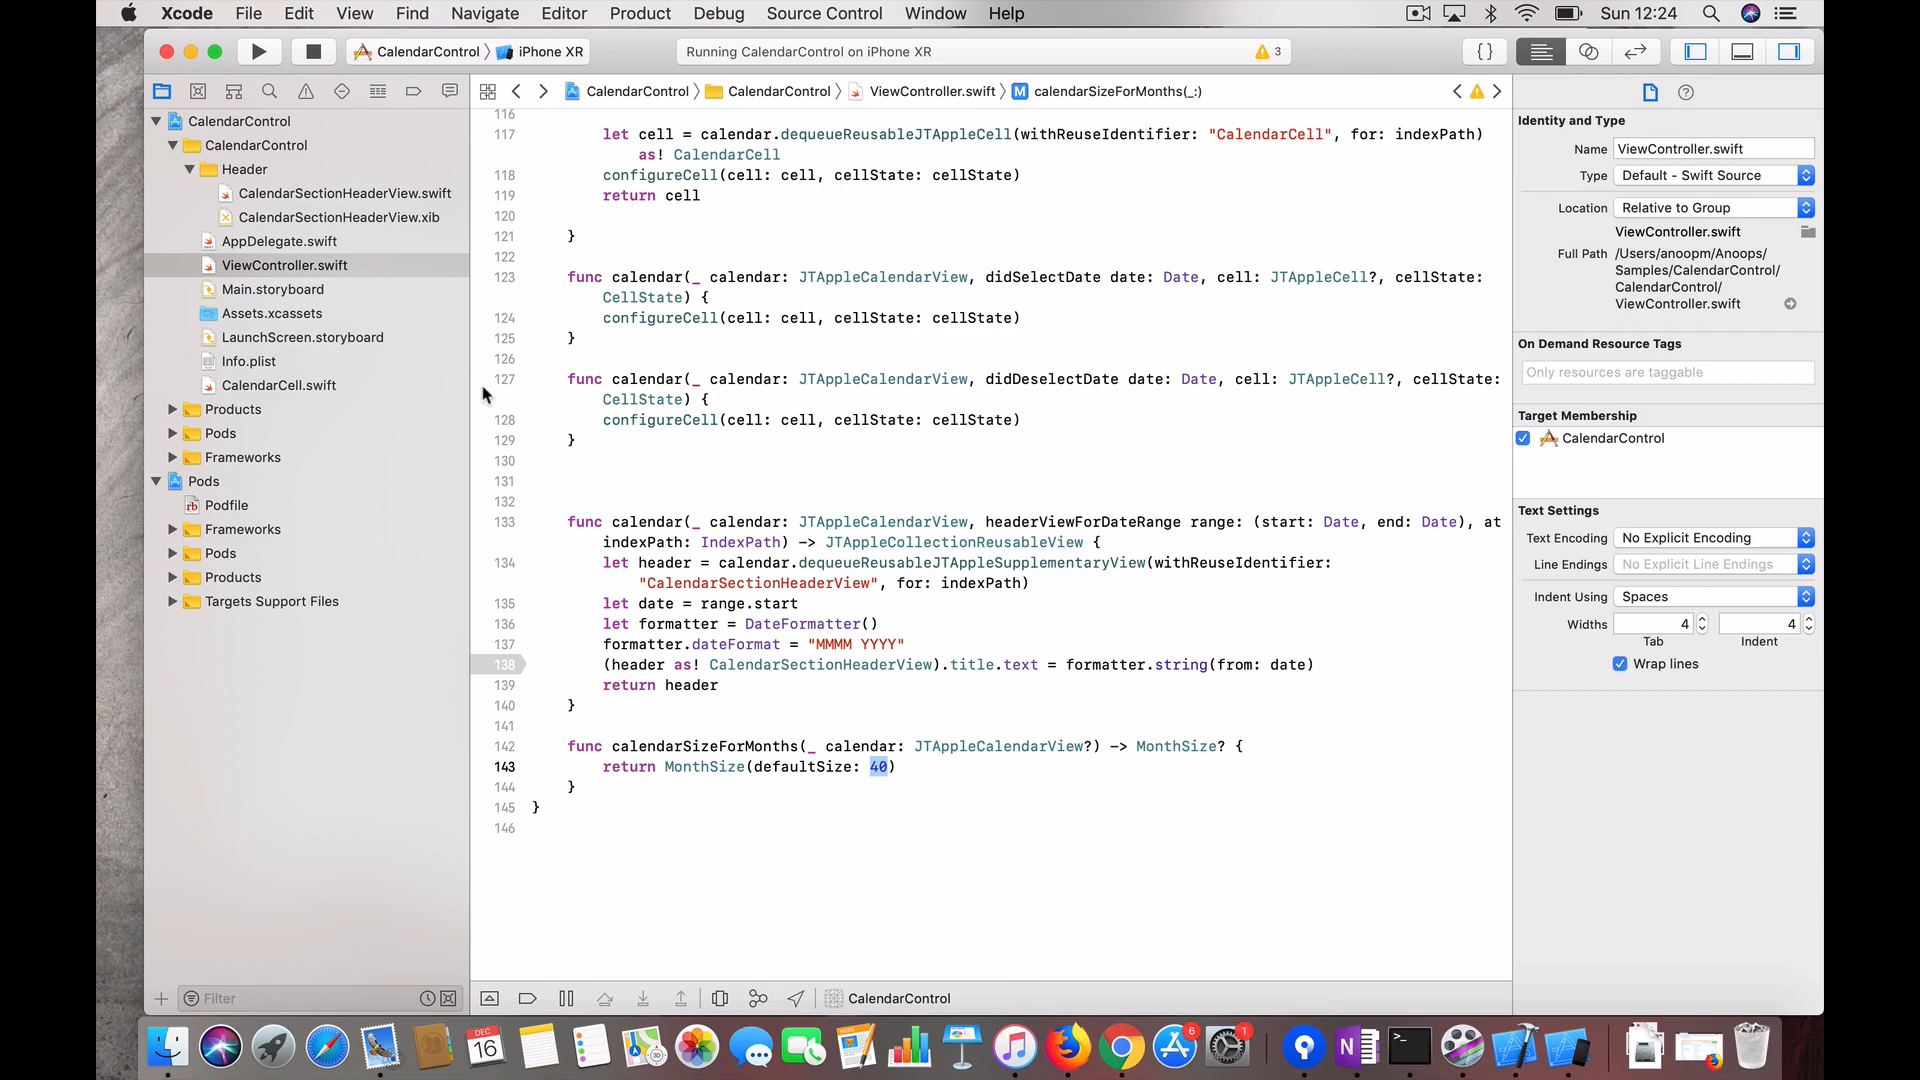 Xcode File Edit View Find Navigate Editor Product Debug Source Control Window Help Sun 12:24
CalendarControl iPhone XR Running CalendarControl on iPhone XR 3 {}
CalendarControl CalendarControl ViewController.swift M calendarSizeForMonths(_:)
CalendarControl
CalendarControl
Header
CalendarSectionHeaderView.swift
CalendarSectionHeaderView.xib
AppDelegate.swift
ViewController.swift
Main.storyboard
Assets.xcassets
LaunchScreen.storyboard
Info.plist
CalendarCell.swift
Products
Pods
Frameworks
Pods
rb Podfile
Frameworks
Pods
Products
Targets Support Files
Filter
116
117 let cell = calendar.dequeueReusableJTAppleCell(withReuseIdentifier: "CalendarCell", for: indexPath)
as! CalendarCell
118 configureCell(cell: cell, cellState: cellState)
119 return cell
120
121 }
122
123 func calendar(_ calendar: JTAppleCalendarView, didSelectDate date: Date, cell: JTAppleCell?, cellState:
CellState) {
124 configureCell(cell: cell, cellState: cellState)
125 }
126
127 func calendar(_ calendar: JTAppleCalendarView, didDeselectDate date: Date, cell: JTAppleCell?, cellState:
CellState) {
128 configureCell(cell: cell, cellState: cellState)
129 }
130
131
132
133 func calendar(_ calendar: JTAppleCalendarView, headerViewForDateRange range: (start: Date, end: Date), at
indexPath: IndexPath) -> JTAppleCollectionReusableView {
134 let header = calendar.dequeueReusableJTAppleSupplementaryView(withReuseIdentifier:
"CalendarSectionHeaderView", for: indexPath)
135 let date = range.start
136 let formatter = DateFormatter()
137 formatter.dateFormat = "MMMM YYYY"
138 (header as! CalendarSectionHeaderView).title.text = formatter.string(from: date)
139 return header
140 }
141
142 func calendarSizeForMonths(_ calendar: JTAppleCalendarView?) -> MonthSize? {
143 return MonthSize(defaultSize: 40)
144 }
145 }
146
CalendarControl
Identity and Type
Name ViewController.swift
Type Default - Swift Source
Location Relative to Group
ViewController.swift
Full Path /Users/anoopm/Anoops/
Samples/CalendarControl/
CalendarControl/
ViewController.swift
On Demand Resource Tags
Only resources are taggable
Target Membership
CalendarControl
Text Settings
Text Encoding No Explicit Encoding
Line Endings No Explicit Line Endings
Indent Using Spaces
Widths 4 4
Tab Indent
Wrap lines
DEC
16
3D
PAGES
6
1
N
>_